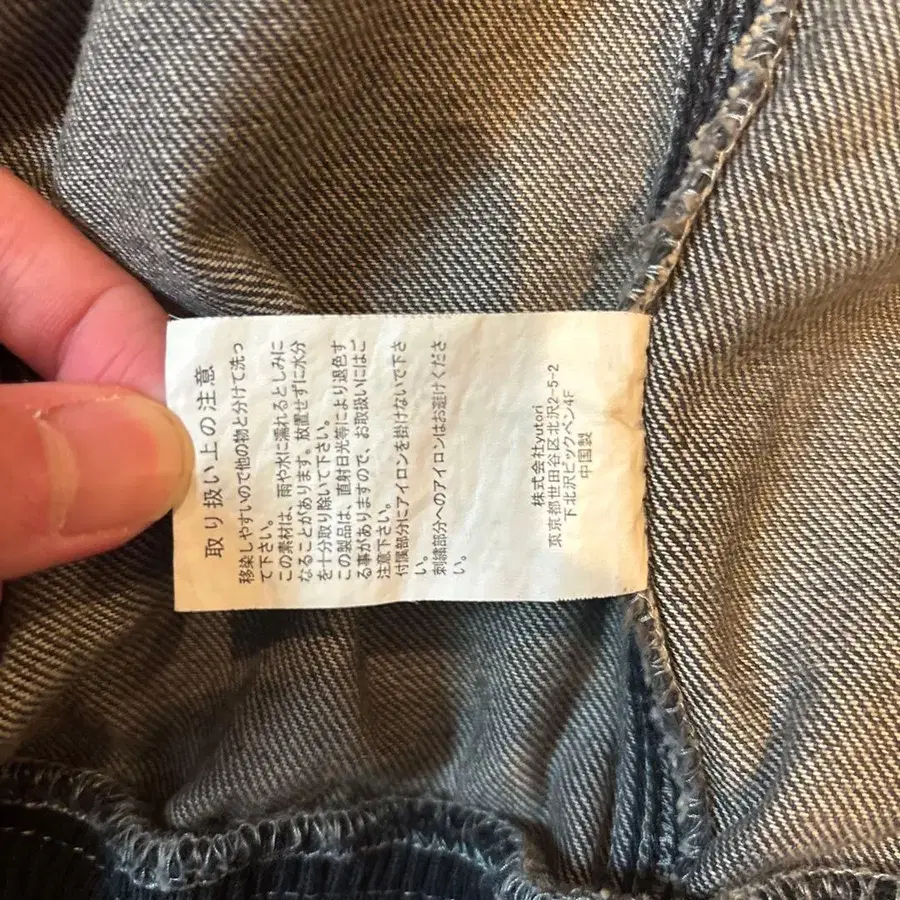 取り扱い上の注意
移染しやすいので他の物と分けて洗っ
て下さい。
この素材は、雨や水に濡れるとしみに
なることがあります。放置せずに水分
を十分取り除いて下さい。
この製品は、直射日光等により退色す
る事がありますので、お取扱いにはご
注意下さい。
付属部分にアイロンを掛けないで下さ
い。
刺繍部分へのアイロンはお避けくださ
い。
株式会社yutori
東京都世田谷区北沢2-5-2
下北沢ビックベン4F
中国製